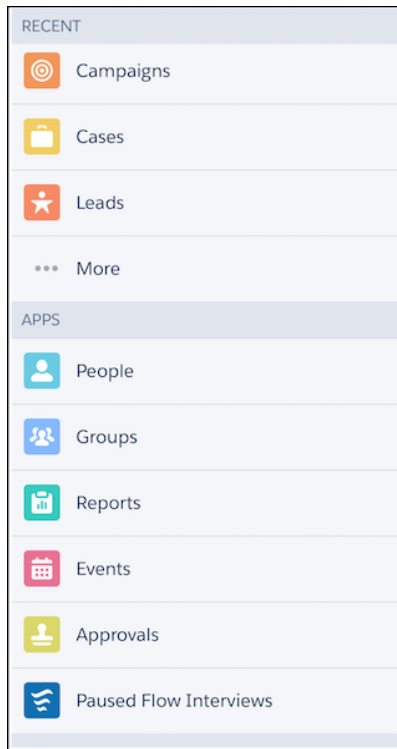 RECENT
Campaigns
Cases
Leads
More
APPS
People
Groups
Reports
Events
Approvals
Paused Flow Interviews